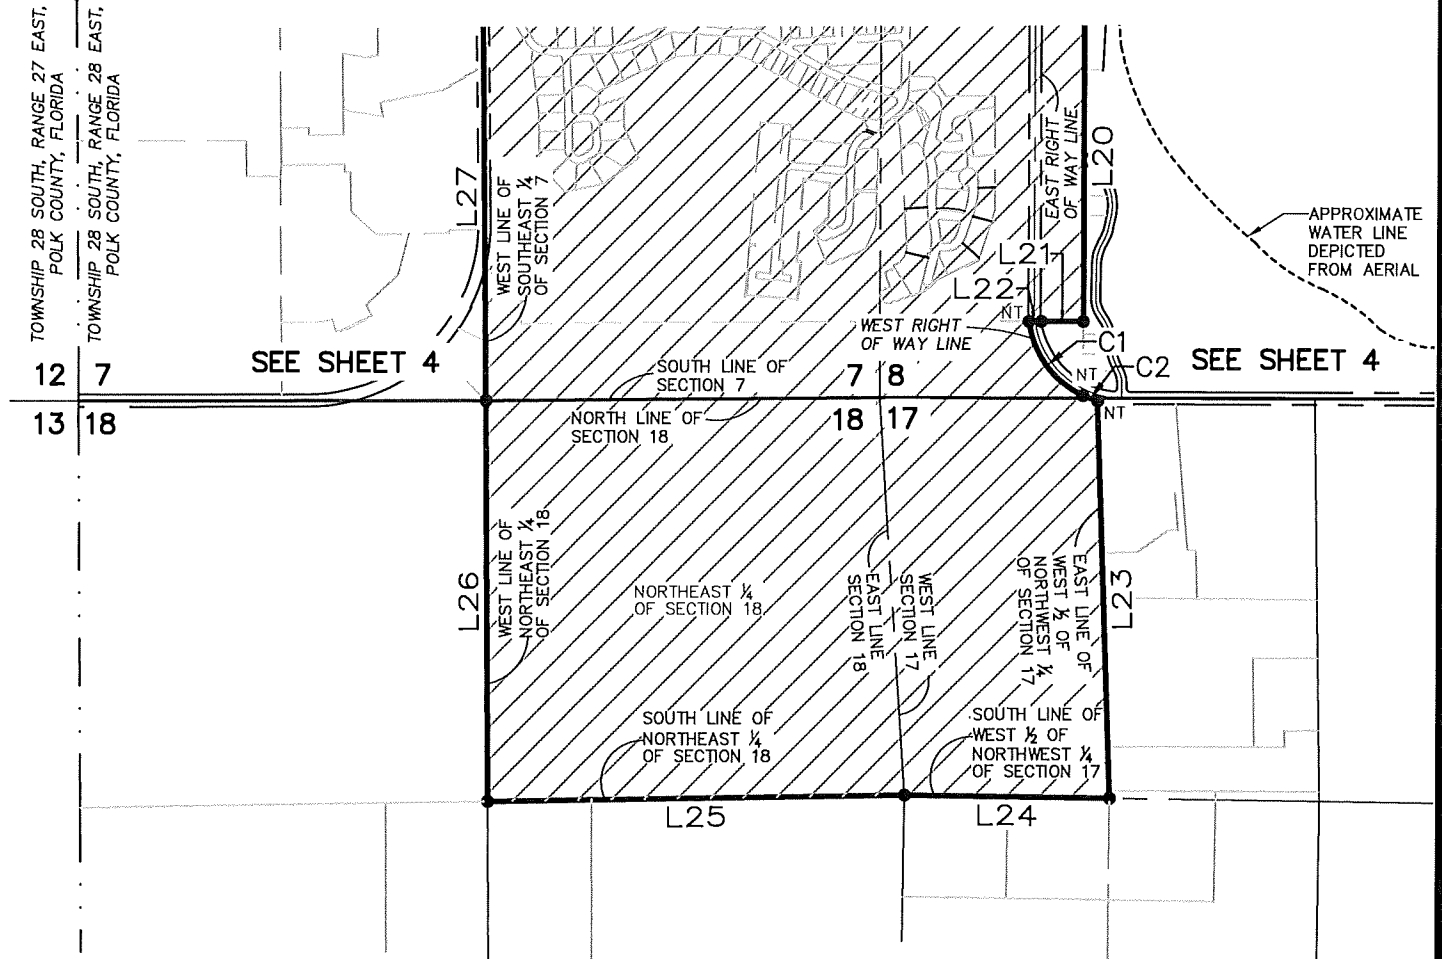 TOWNSHIP 28 SOUTH, RANGE 27 EAST,
POLK COUNTY, FLORIDA
TOWNSHIP 28 SOUTH, RANGE 28 EAST,
POLK COUNTY, FLORIDA
L27
WEST LINE OF
SOUTHEAST ¼
OF SECTION 7
EAST RIGHT
OF WAY LINE
L20
APPROXIMATE
WATER LINE
DEPICTED
FROM AERIAL
L21
L22
NT
WEST RIGHT
OF WAY LINE
C1
C2
NT
NT
SEE SHEET 4
SEE SHEET 4
12 7
13 18
SOUTH LINE OF
SECTION 7
7 8
NORTH LINE OF
SECTION 18
18 17
L26
WEST LINE OF
NORTHEAST ¼
OF SECTION 18
NORTHEAST ¼
OF SECTION 18
EAST LINE
SECTION 18
WEST LINE
SECTION 17
EAST LINE OF
WEST ½ OF
NORTHWEST ¼
OF SECTION 17
L23
SOUTH LINE OF
NORTHEAST ¼
OF SECTION 18
SOUTH LINE OF
WEST ½ OF
NORTHWEST ¼
OF SECTION 17
L25
L24